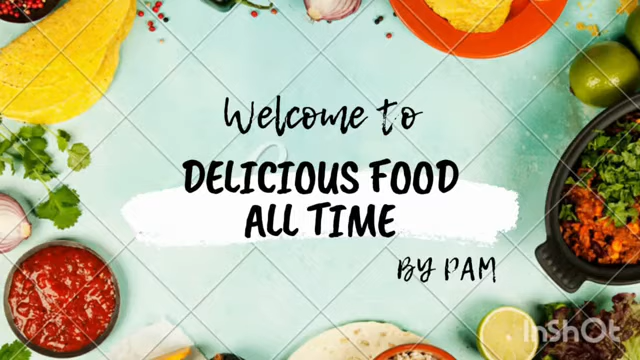 Welcome to
DELICIOUS FOOD
ALL TIME
BY PAM
InShOt